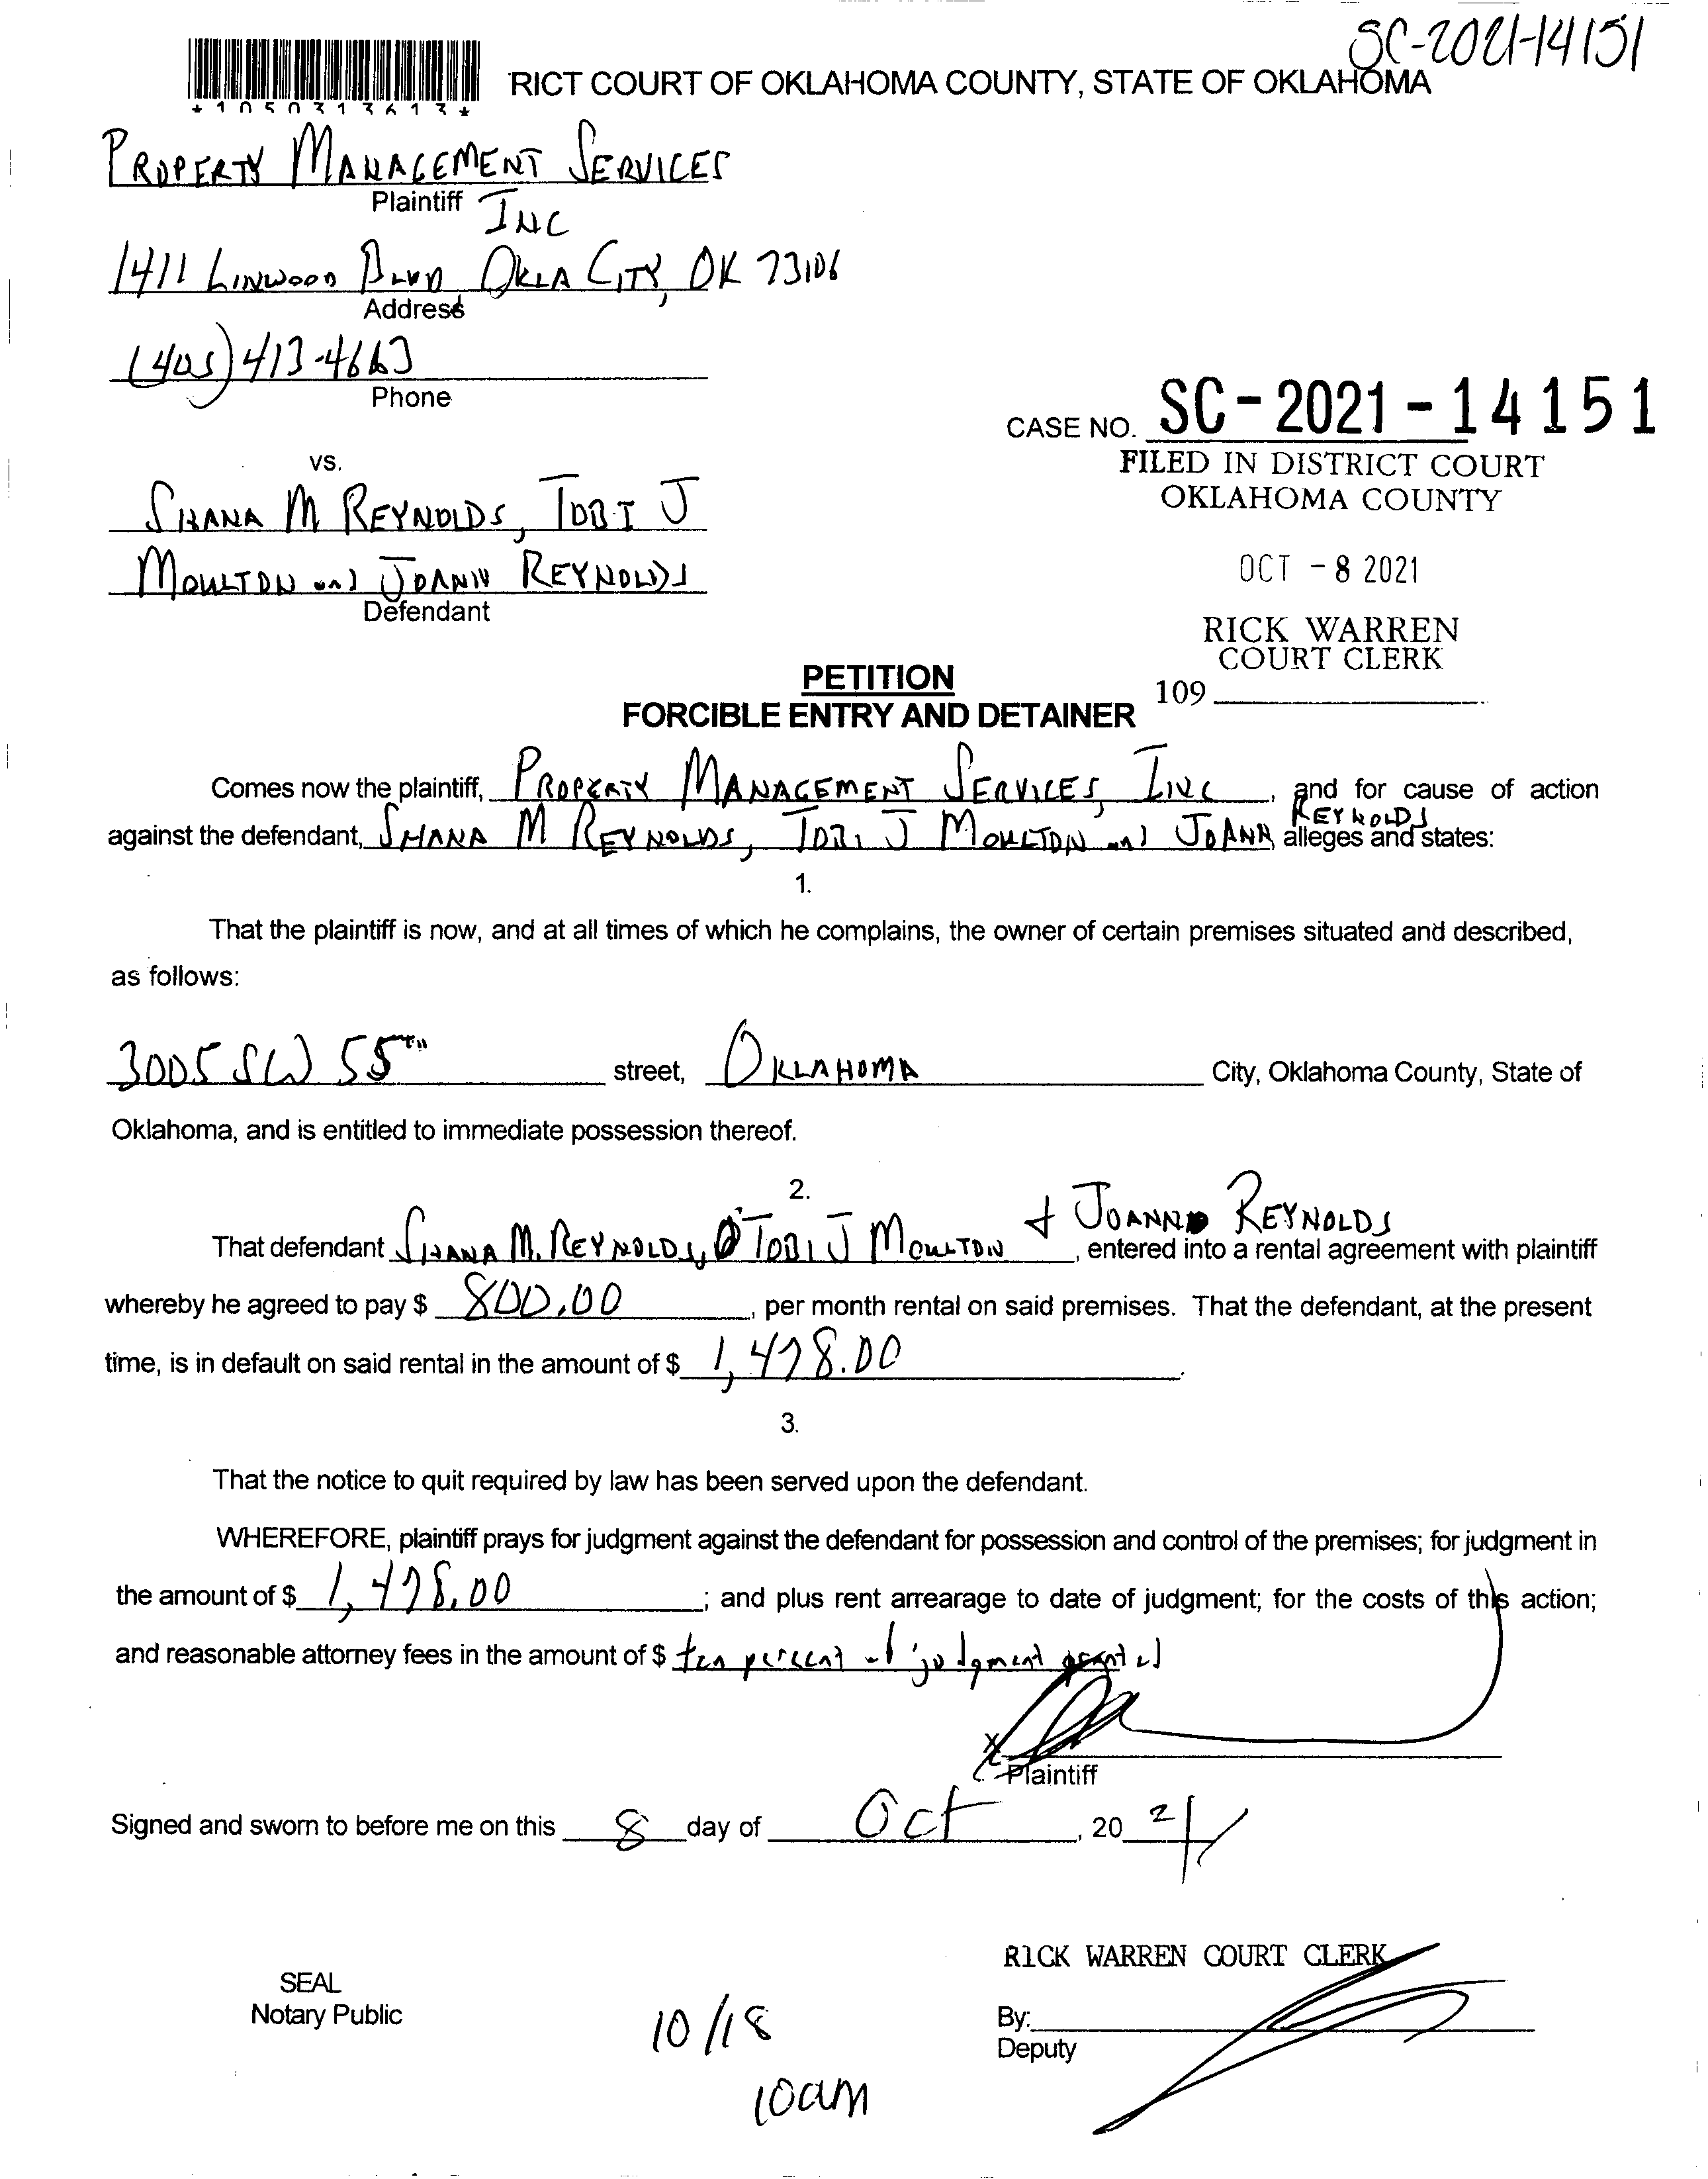 SC-2021-14151
*1050313613*
RICT COURT OF OKLAHOMA COUNTY, STATE OF OKLAHOMA
PROPERTY MANAGEMENT SERVICES
Plaintiff INC
1411 LINWOOD BLVD OKLA CITY, OK 73106
Address
(405) 413-4663
Phone
CASE NO. SC-2021-14151
FILED IN DISTRICT COURT
OKLAHOMA COUNTY
vs.
SHANA M REYNOLDS, TOBI J
MOULTON and JOANN REYNOLDS
Defendant
OCT -8 2021
RICK WARREN
COURT CLERK
109
PETITION
FORCIBLE ENTRY AND DETAINER
Comes now the plaintiff, PROPERTY MANAGEMENT SERVICES, INC, and for cause of action
against the defendant, SHANA M REYNOLDS, TOBI J MOULTON and JOANN REYNOLDS alleges and states:
1.
That the plaintiff is now, and at all times of which he complains, the owner of certain premises situated and described,
as follows:
3005 SW 55TH street, OKLAHOMA City, Oklahoma County, State of
Oklahoma, and is entitled to immediate possession thereof.
2.
That defendant SHANA M. REYNOLDS, TOBI J MOULTON + JOANN REYNOLDS, entered into a rental agreement with plaintiff
whereby he agreed to pay $ 800.00, per month rental on said premises. That the defendant, at the present
time, is in default on said rental in the amount of $ 1,478.00.
3.
That the notice to quit required by law has been served upon the defendant.
WHEREFORE, plaintiff prays for judgment against the defendant for possession and control of the premises; for judgment in
the amount of $ 1,478.00; and plus rent arrearage to date of judgment; for the costs of this action;
and reasonable attorney fees in the amount of $ ten percent of judgment granted
X
Plaintiff
Signed and sworn to before me on this 8 day of Oct, 20 21
RICK WARREN COURT CLERK
SEAL
Notary Public
By:
Deputy
10/18
10am